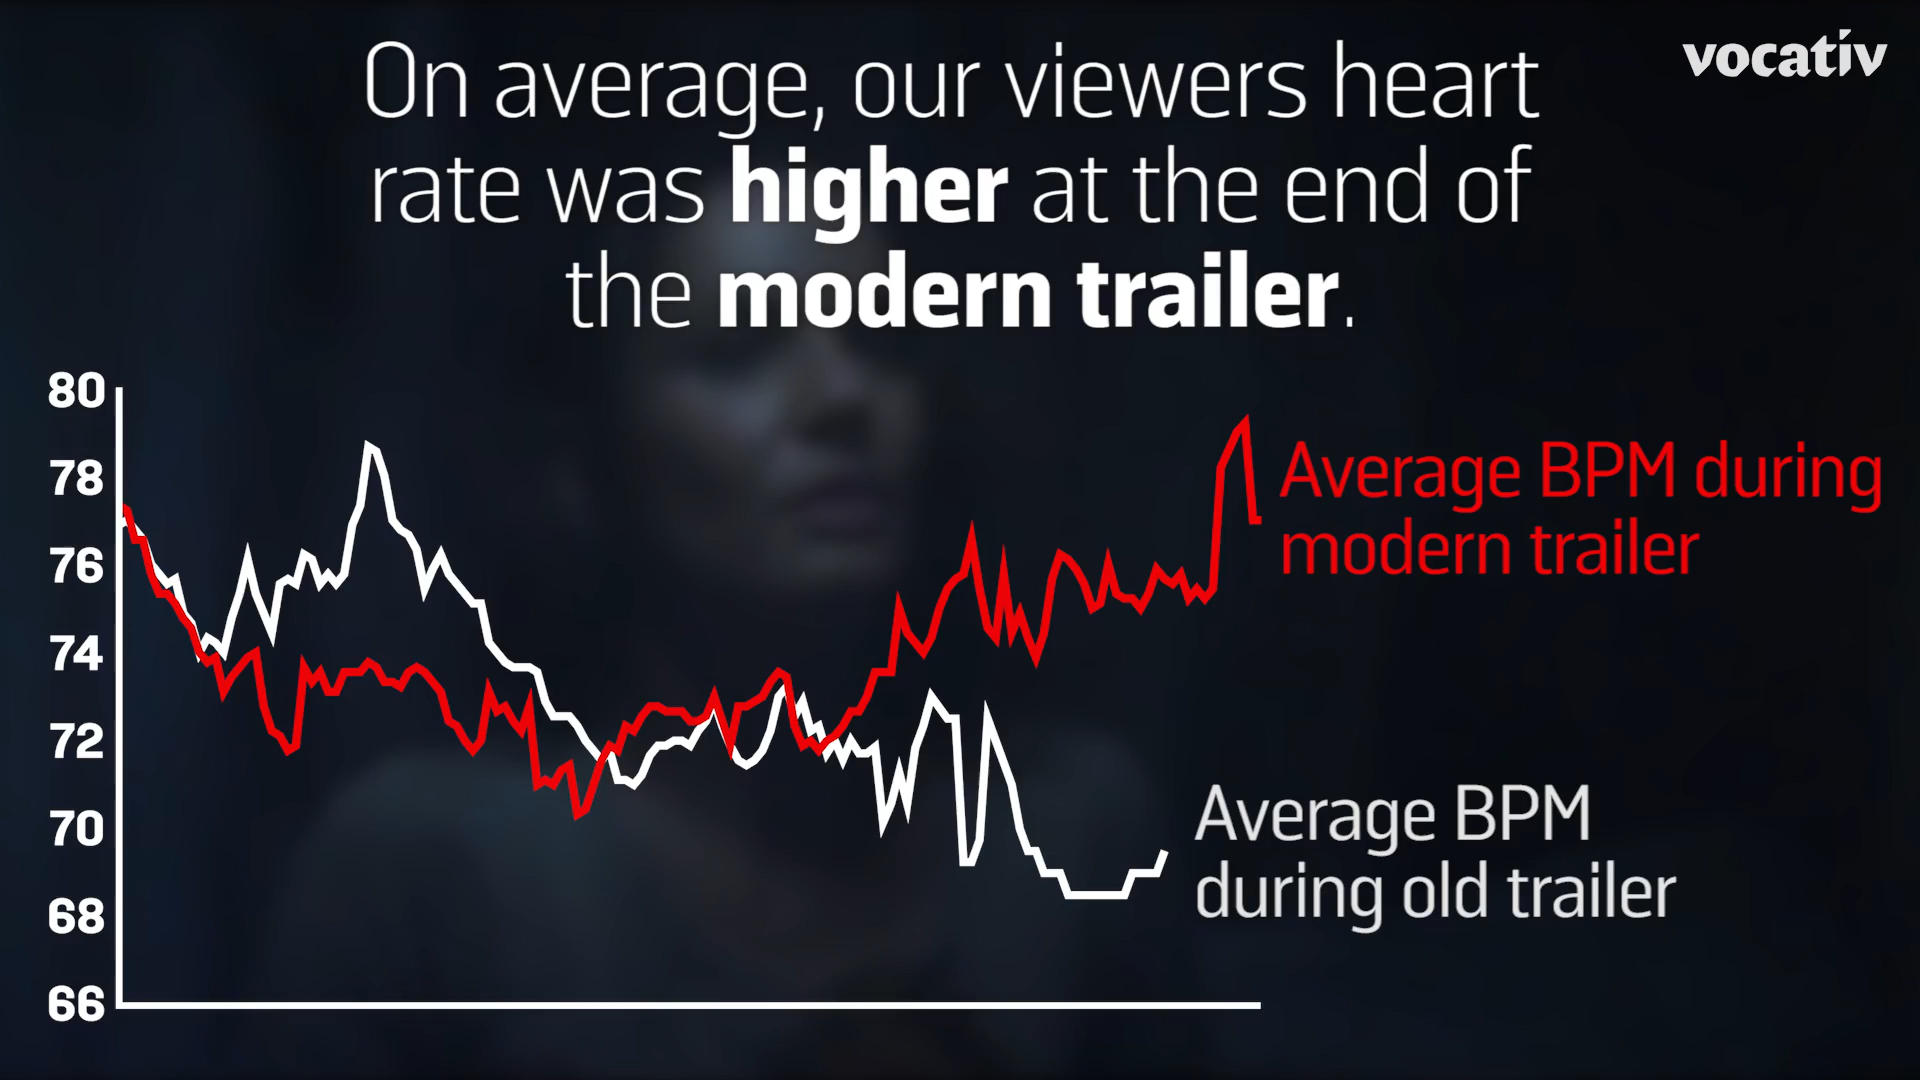 vocativ
On average, our viewers heart
rate was higher at the end of
the modern trailer.
80
78
76
74
72
70
68
66
Average BPM during
modern trailer
Average BPM
during old trailer